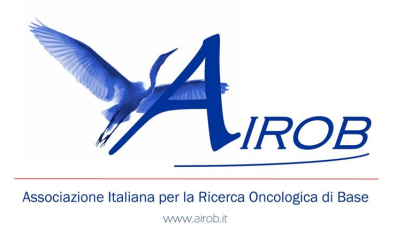 AIROB
Associazione Italiana per la Ricerca Oncologica di Base
www.airob.it